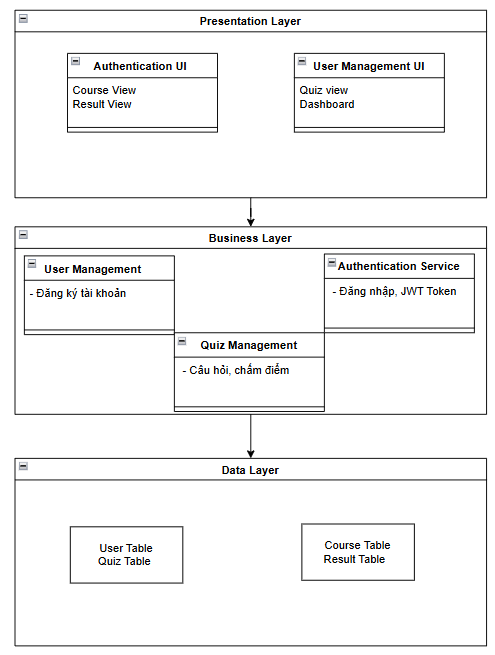 Presentation Layer
Authentication UI
Course View
Result View
User Management UI
Quiz view
Dashboard
Business Layer
User Management
- Đăng ký tài khoản
Authentication Service
- Đăng nhập, JWT Token
Quiz Management
- Câu hỏi, chấm điểm
Data Layer
User Table
Quiz Table
Course Table
Result Table